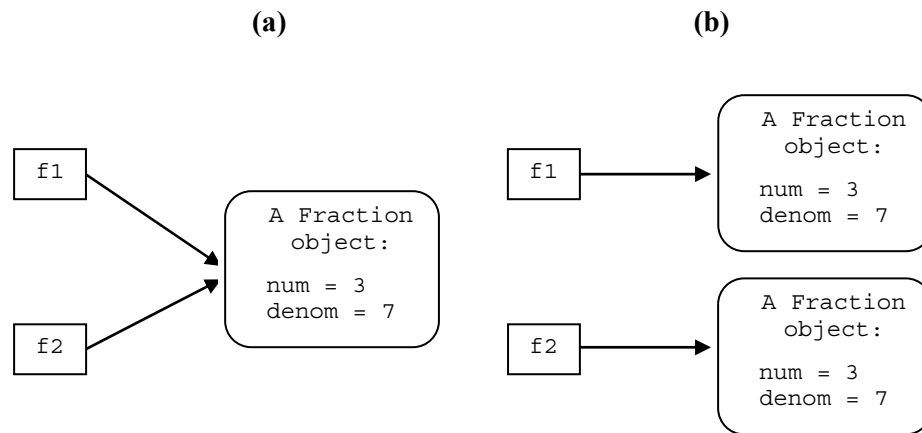 (a)
f1
f2
A Fraction
object:
num = 3
denom = 7
(b)
f1
A Fraction
object:
num = 3
denom = 7
f2
A Fraction
object:
num = 3
denom = 7